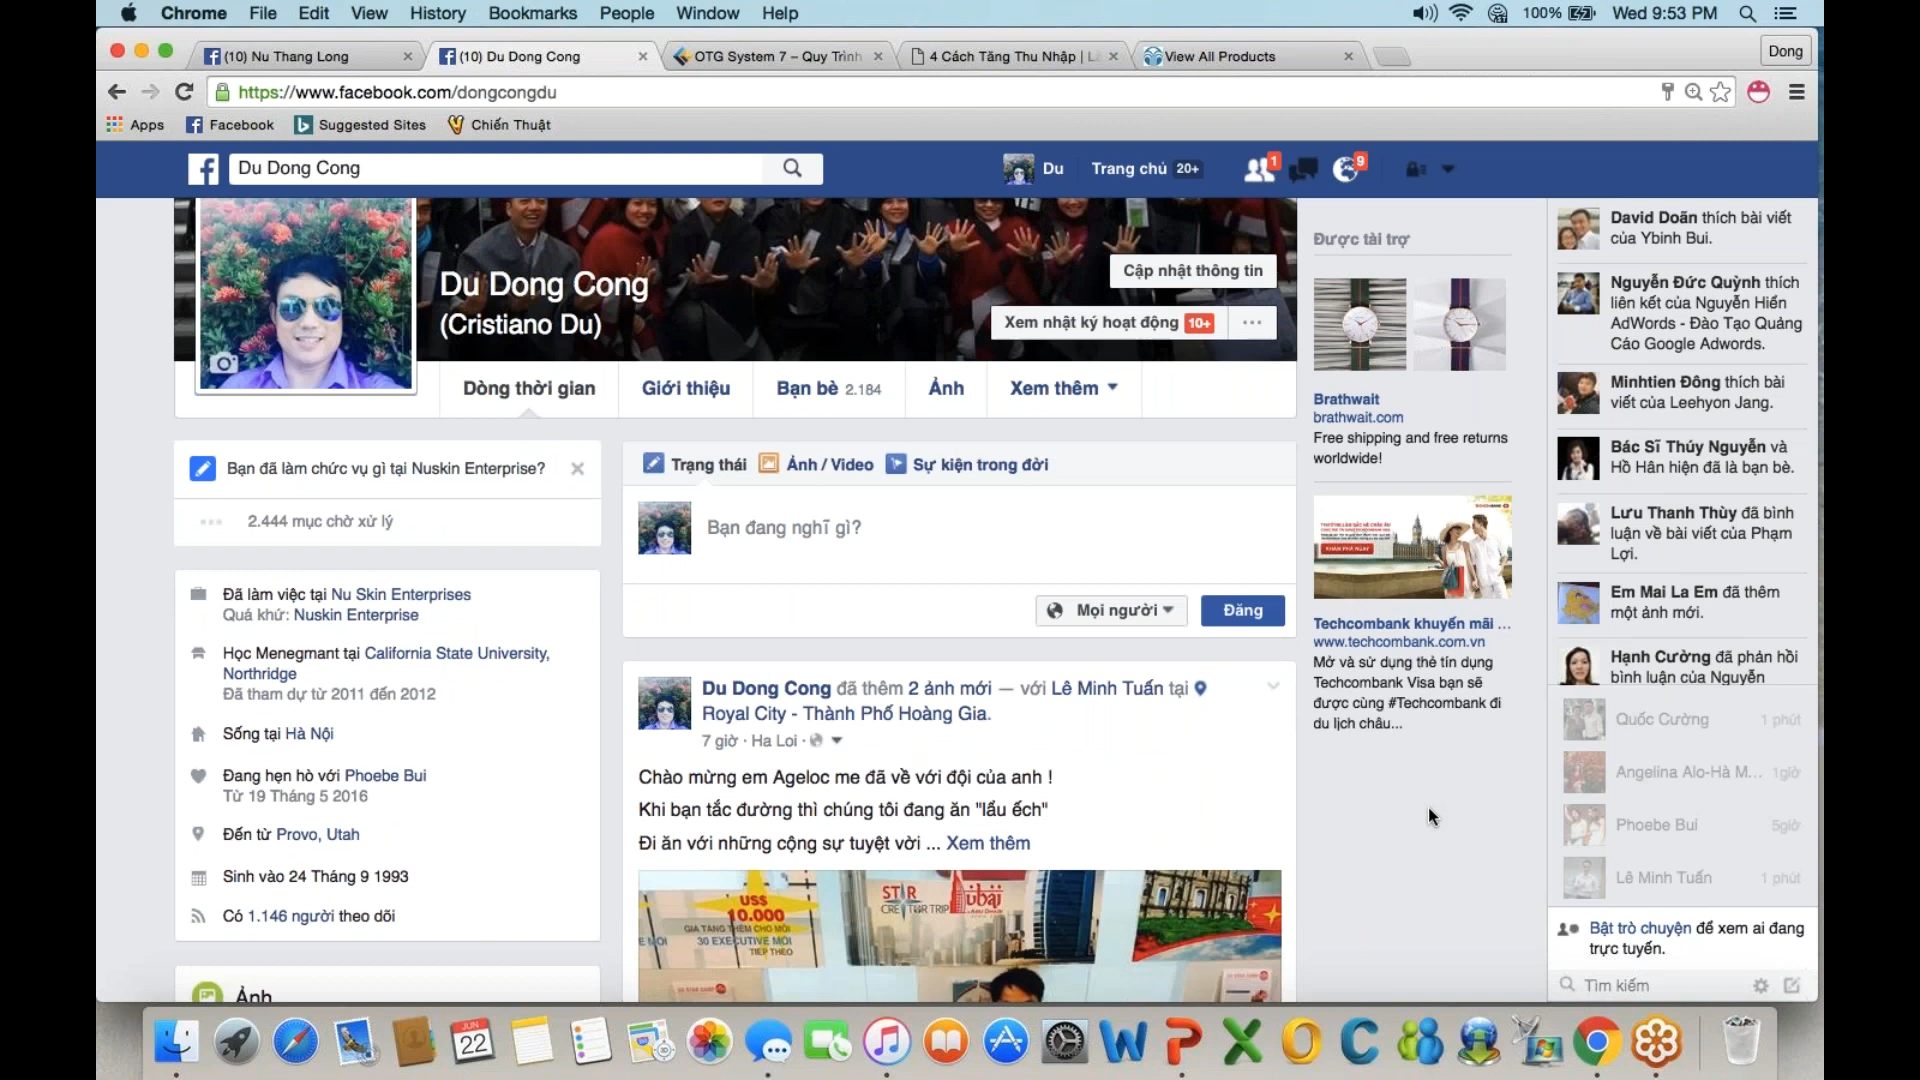 Chrome File Edit View History Bookmarks People Window Help
100% Wed 9:53 PM
(10) Nu Thang Long
(10) Du Dong Cong
OTG System 7 – Quy Trình
4 Cách Tăng Thu Nhập |
View All Products
Dong
https://www.facebook.com/dongcongdu
Apps Facebook Suggested Sites Chiến Thuật
Du Dong Cong
Du Trang chủ 20+ 1 9
Du Dong Cong
(Cristiano Du)
Cập nhật thông tin
Xem nhật ký hoạt động 10+ ...
Dòng thời gian Giới thiệu Bạn bè 2.184 Ảnh Xem thêm
Bạn đã làm chức vụ gì tại Nuskin Enterprise?
2.444 mục chờ xử lý
Đã làm việc tại Nu Skin Enterprises
Quá khứ: Nuskin Enterprise
Học Menegmant tại California State University,
Northridge
Đã tham dự từ 2011 đến 2012
Sống tại Hà Nội
Đang hẹn hò với Phoebe Bui
Từ 19 Tháng 5 2016
Đến từ Provo, Utah
Sinh vào 24 Tháng 9 1993
Có 1.146 người theo dõi
Ảnh
Trạng thái Ảnh / Video Sự kiện trong đời
Bạn đang nghĩ gì?
Mọi người Đăng
Du Dong Cong đã thêm 2 ảnh mới — với Lê Minh Tuấn tại
Royal City - Thành Phố Hoàng Gia.
7 giờ · Ha Loi ·
Chào mừng em Ageloc me đã về với đội của anh !
Khi bạn tắc đường thì chúng tôi đang ăn "lẩu ếch"
Đi ăn với những cộng sự tuyệt vời ... Xem thêm
US$
10.000
GIA TĂNG THÊM CHO MỖI
30 EXECUTIVE MỚI
TIẾP THEO
STAR
Dubai
Được tài trợ
Brathwait
brathwait.com
Free shipping and free returns
worldwide!
Techcombank khuyến mãi ...
www.techcombank.com.vn
Mở và sử dụng thẻ tín dụng
Techcombank Visa bạn sẽ
được cùng #Techcombank đi
du lịch châu...
David Doãn thích bài viết
của Ybinh Bui.
Nguyễn Đức Quỳnh thích
liên kết của Nguyễn Hiển
AdWords - Đào Tạo Quảng
Cáo Google Adwords.
Minhtien Đông thích bài
viết của Leehyon Jang.
Bác Sĩ Thúy Nguyễn và
Hồ Hân hiện đã là bạn bè.
Lưu Thanh Thùy đã bình
luận về bài viết của Phạm
Lợi.
Em Mai La Em đã thêm
một ảnh mới.
Hạnh Cường đã phản hồi
bình luận của Nguyễn
Quốc Cường 1 phút
Angelina Alo-Hà M... 1giờ
Phoebe Bui 5giờ
Lê Minh Tuấn 1 phút
Bật trò chuyện để xem ai đang
trực tuyến.
Tìm kiếm
JUN
22